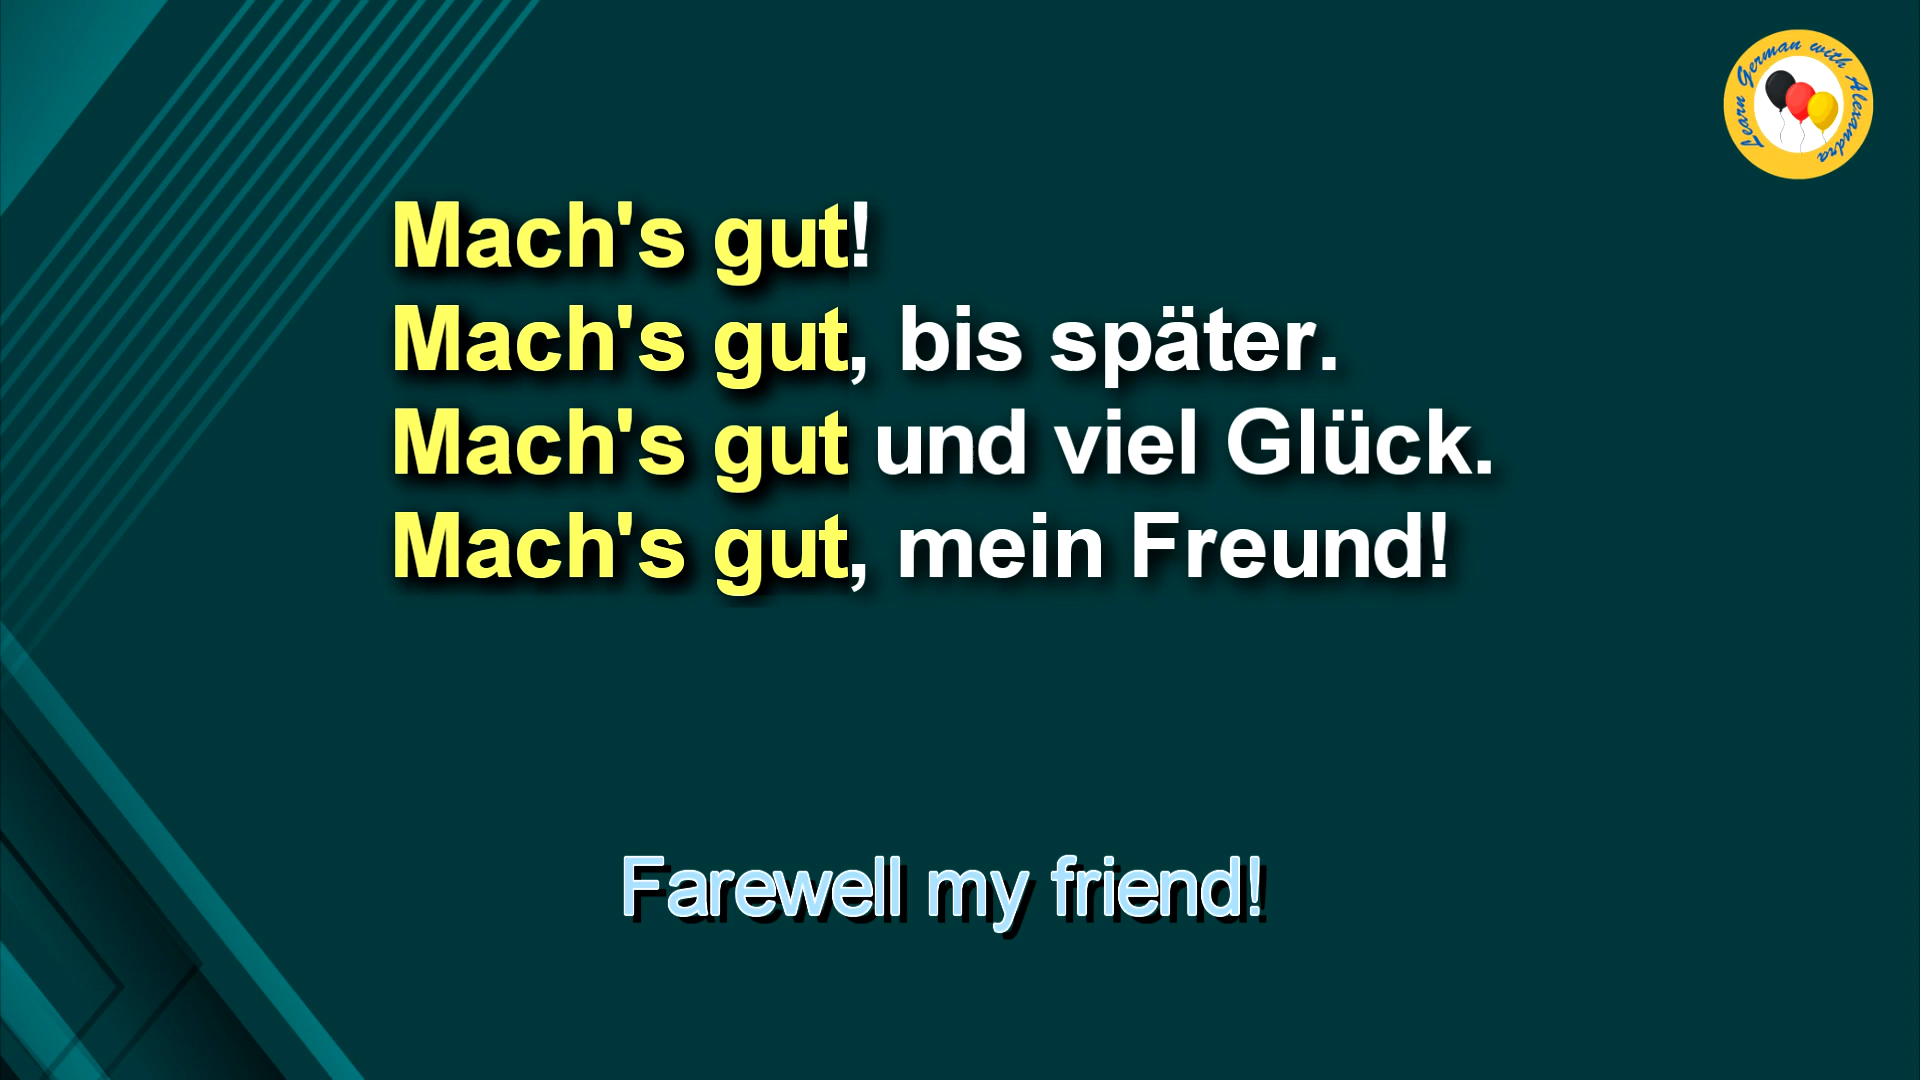 Learn German with Alexandra
Mach's gut!
Mach's gut, bis später.
Mach's gut und viel Glück.
Mach's gut, mein Freund!
Farewell my friend!